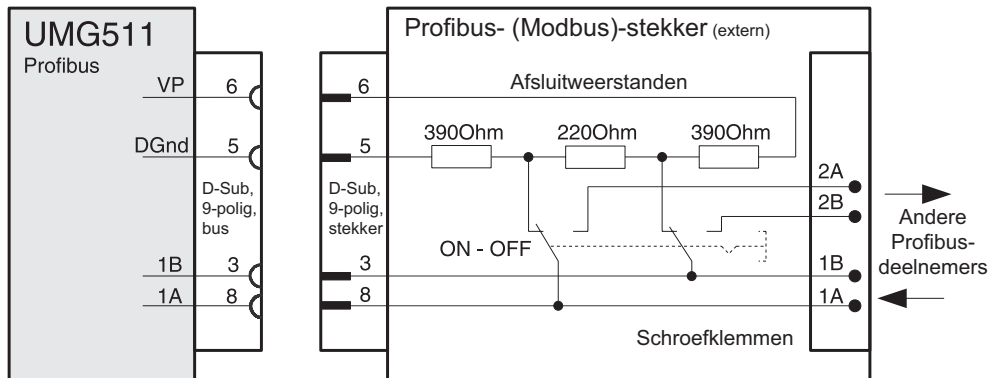 UMG511
Profibus
VP
6
DGnd
5
D-Sub,
9-polig,
bus
1B
3
1A
8
Profibus- (Modbus)-stekker (extern)
6
Afsluitweerstanden
5
390Ohm
220Ohm
390Ohm
D-Sub,
9-polig,
stekker
ON - OFF
3
8
2A
2B
1B
1A
Schroefklemmen
Andere
Profibus-
deelnemers